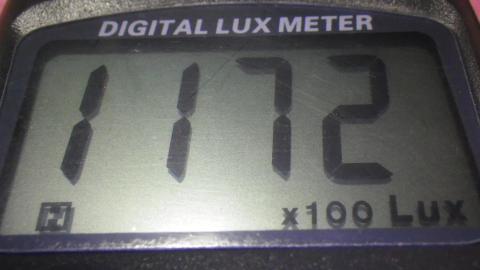 DIGITAL LUX METER
1172
H x100 Lux